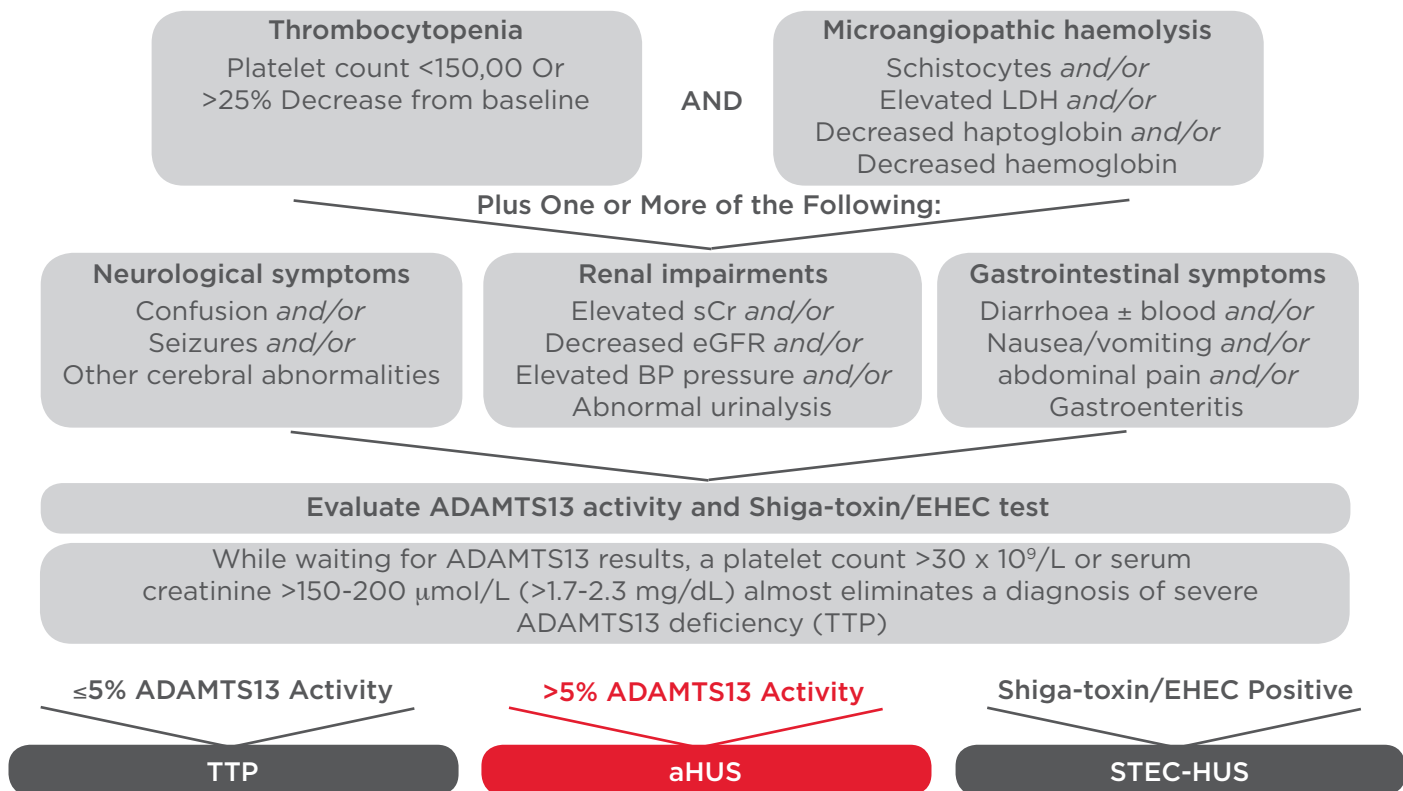 Thrombocytopenia
Platelet count <150,00 Or
>25% Decrease from baseline
AND
Microangiopathic haemolysis
Schistocytes and/or
Elevated LDH and/or
Decreased haptoglobin and/or
Decreased haemoglobin
Plus One or More of the Following:
Neurological symptoms
Confusion and/or
Seizures and/or
Other cerebral abnormalities
Renal impairments
Elevated sCr and/or
Decreased eGFR and/or
Elevated BP pressure and/or
Abnormal urinalysis
Gastrointestinal symptoms
Diarrhoea ± blood and/or
Nausea/vomiting and/or
abdominal pain and/or
Gastroenteritis
Evaluate ADAMTS13 activity and Shiga-toxin/EHEC test
While waiting for ADAMTS13 results, a platelet count >30 x 10⁹/L or serum
creatinine >150-200 μmol/L (>1.7-2.3 mg/dL) almost eliminates a diagnosis of severe
ADAMTS13 deficiency (TTP)
≤5% ADAMTS13 Activity
TTP
>5% ADAMTS13 Activity
aHUS
Shiga-toxin/EHEC Positive
STEC-HUS